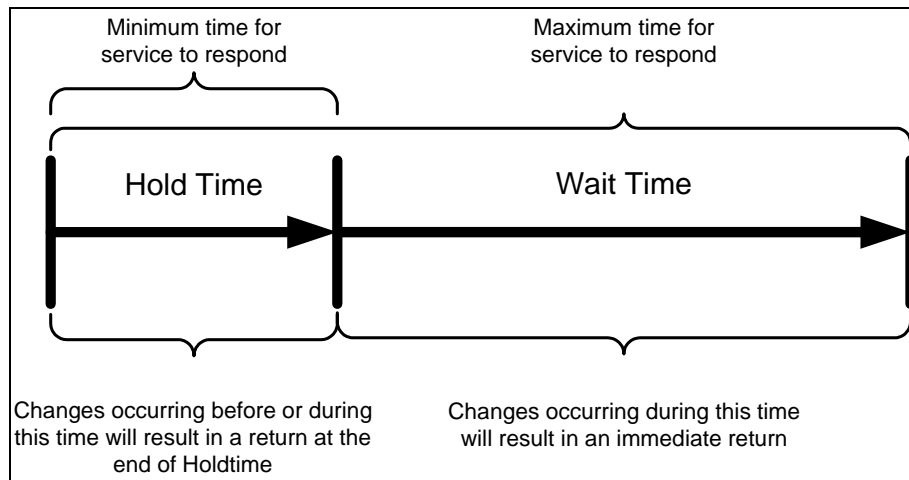 Minimum time for
service to respond
Maximum time for
service to respond
Hold Time
Wait Time
Changes occurring before or during
this time will result in a return at the
end of Holdtime
Changes occurring during this time
will result in an immediate return